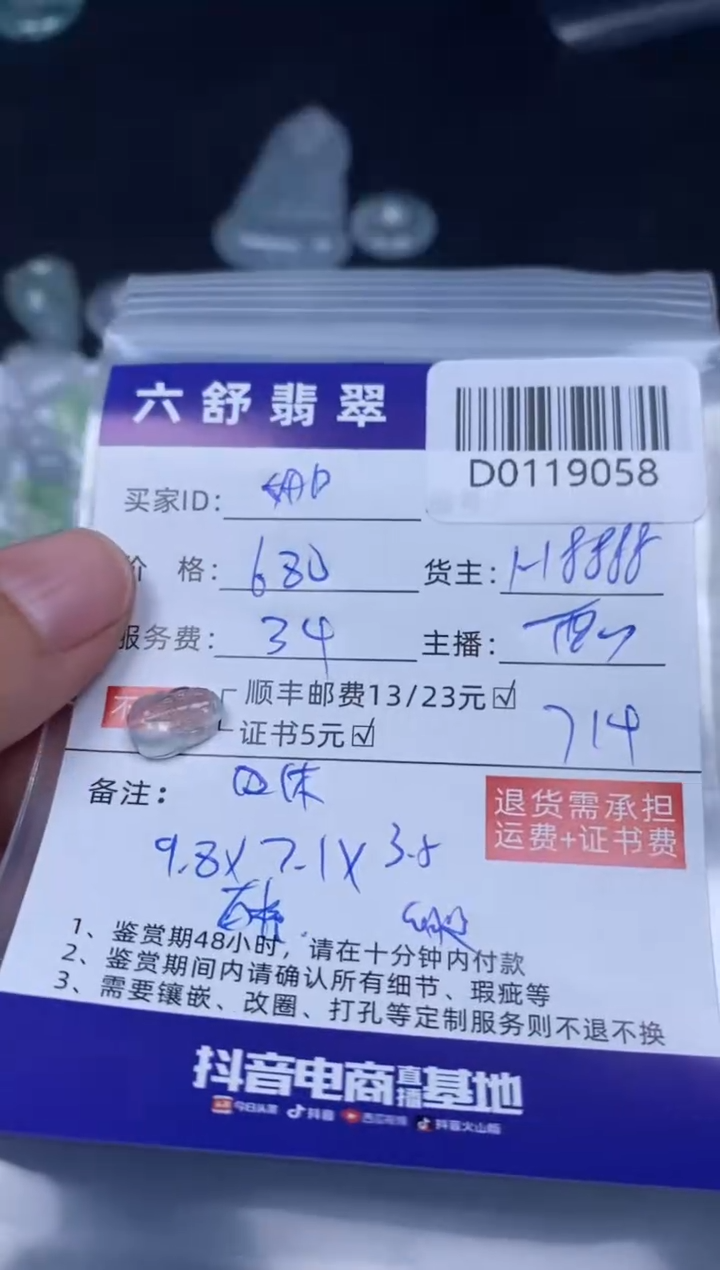 六舒翡翠
D0119058
买家ID:
价 格: 680 货主: H8888
服务费: 34 主播:
不 顺丰邮费13/23元☑
证书5元☑ 714
备注:
退货需承担
运费+证书费
9.8X7.1X3.8
1、鉴赏期48小时，请在十分钟内付款
2、鉴赏期间内请确认所有细节、瑕疵等
3、需要镶嵌、改圈、打孔等定制服务则不退不换
抖音电商直播基地
今日头条 抖音 西瓜视频 抖音火山版